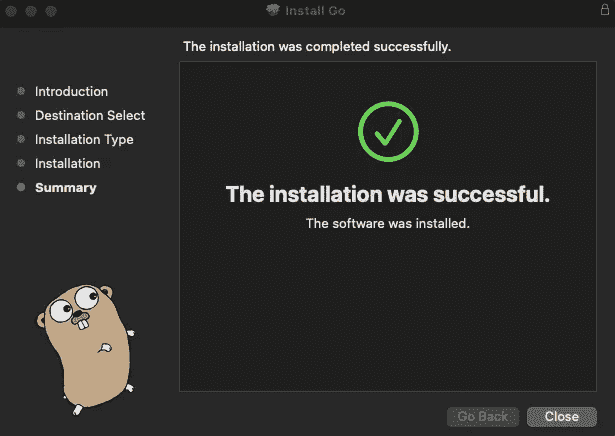 Install Go
The installation was completed successfully.
Introduction
Destination Select
Installation Type
Installation
Summary
The installation was successful.
The software was installed.
Go Back
Close